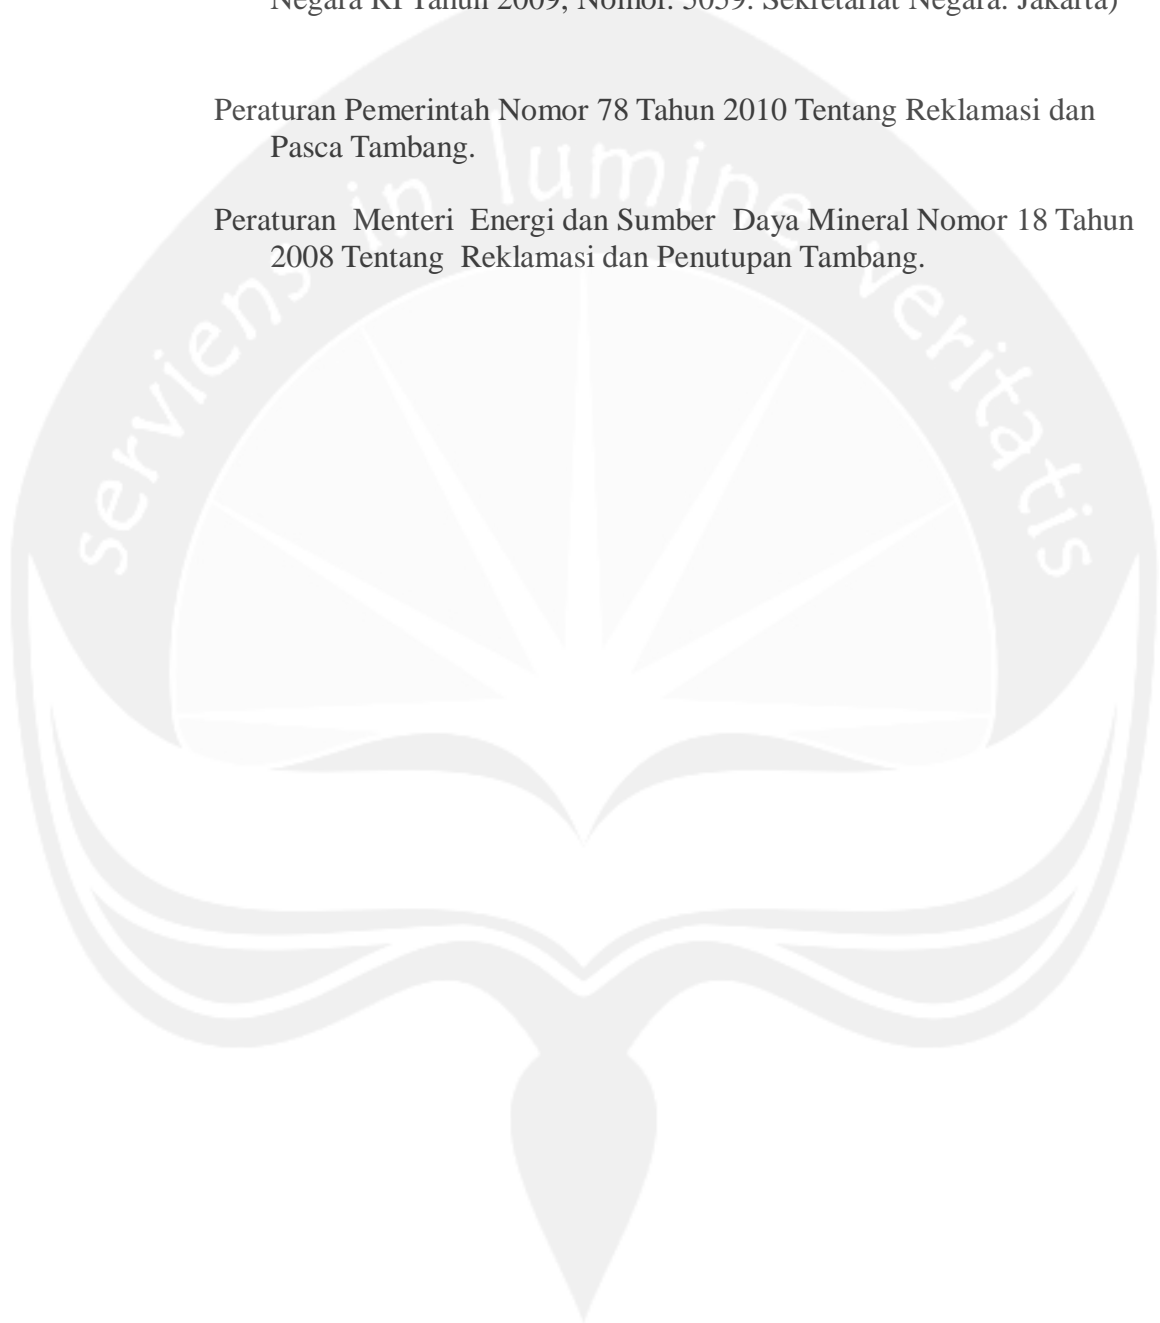 Negara RI Tahun 2009, Nomor. 5059. Sekretariat Negara. Jakarta)
Peraturan Pemerintah Nomor 78 Tahun 2010 Tentang Reklamasi dan
Pasca Tambang.
Peraturan Menteri Energi dan Sumber Daya Mineral Nomor 18 Tahun
2008 Tentang Reklamasi dan Penutupan Tambang.
serviens in lumine veritatis